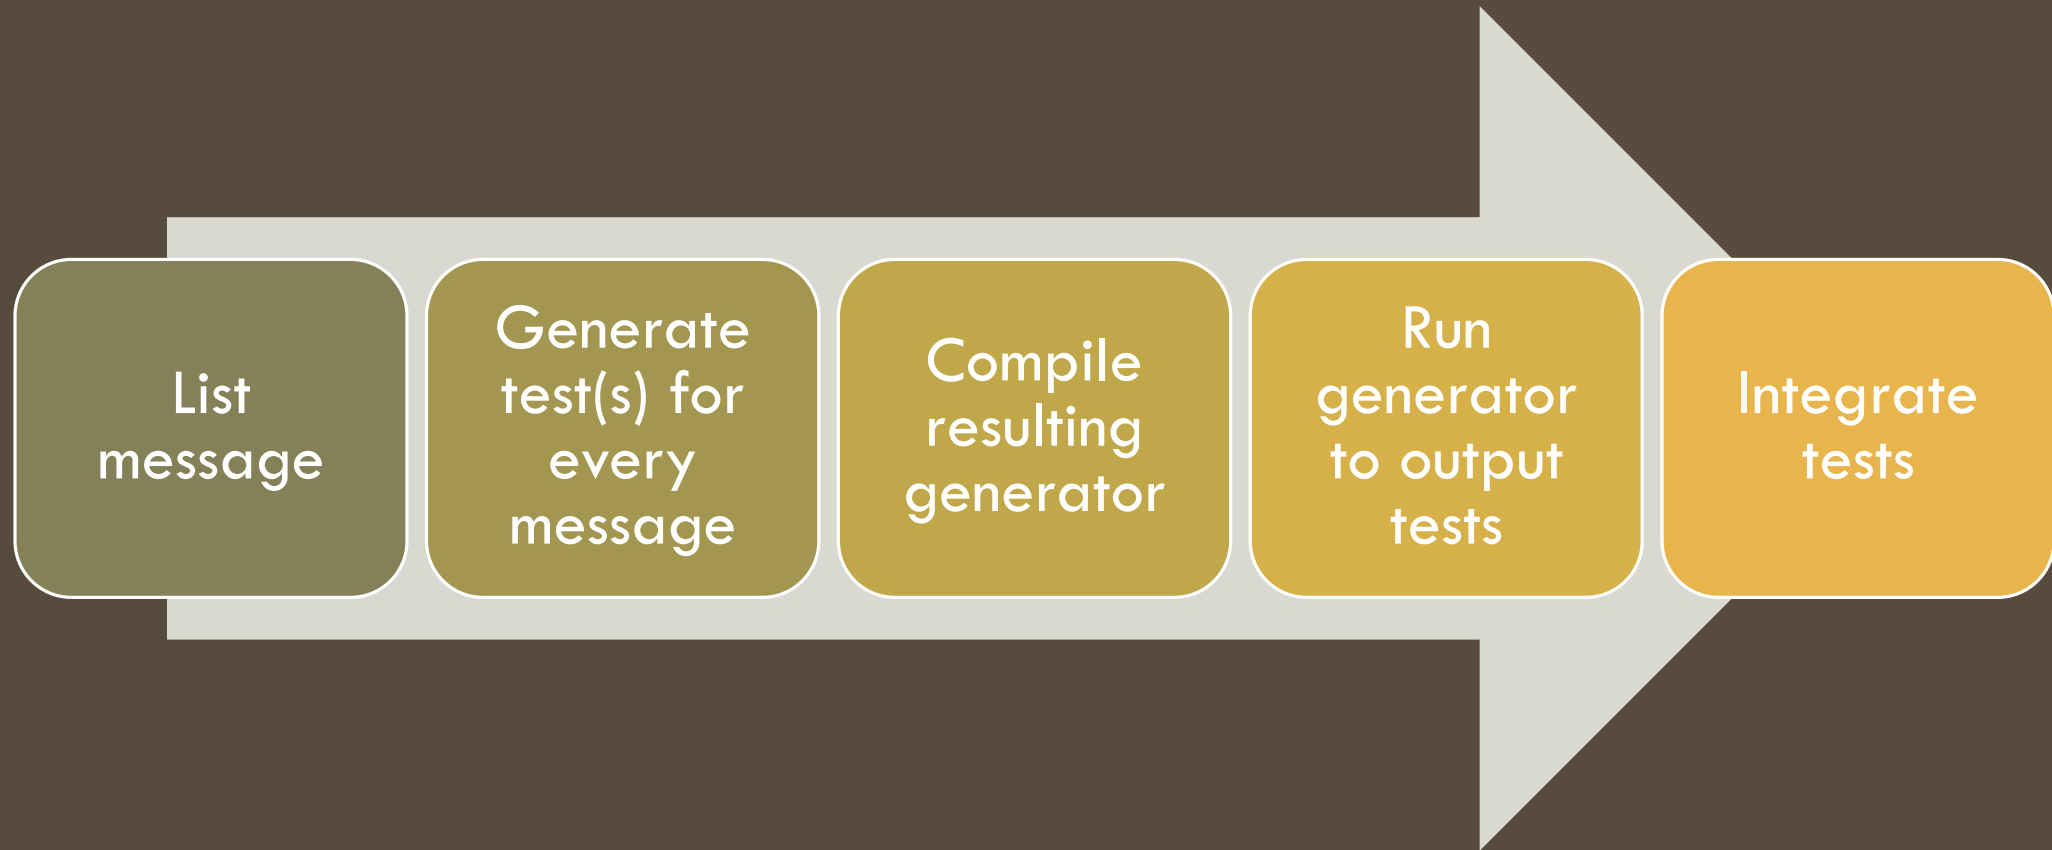 List
message
Generate
test(s) for
every
message
Compile
resulting
generator
Run
generator
to output
tests
Integrate
tests